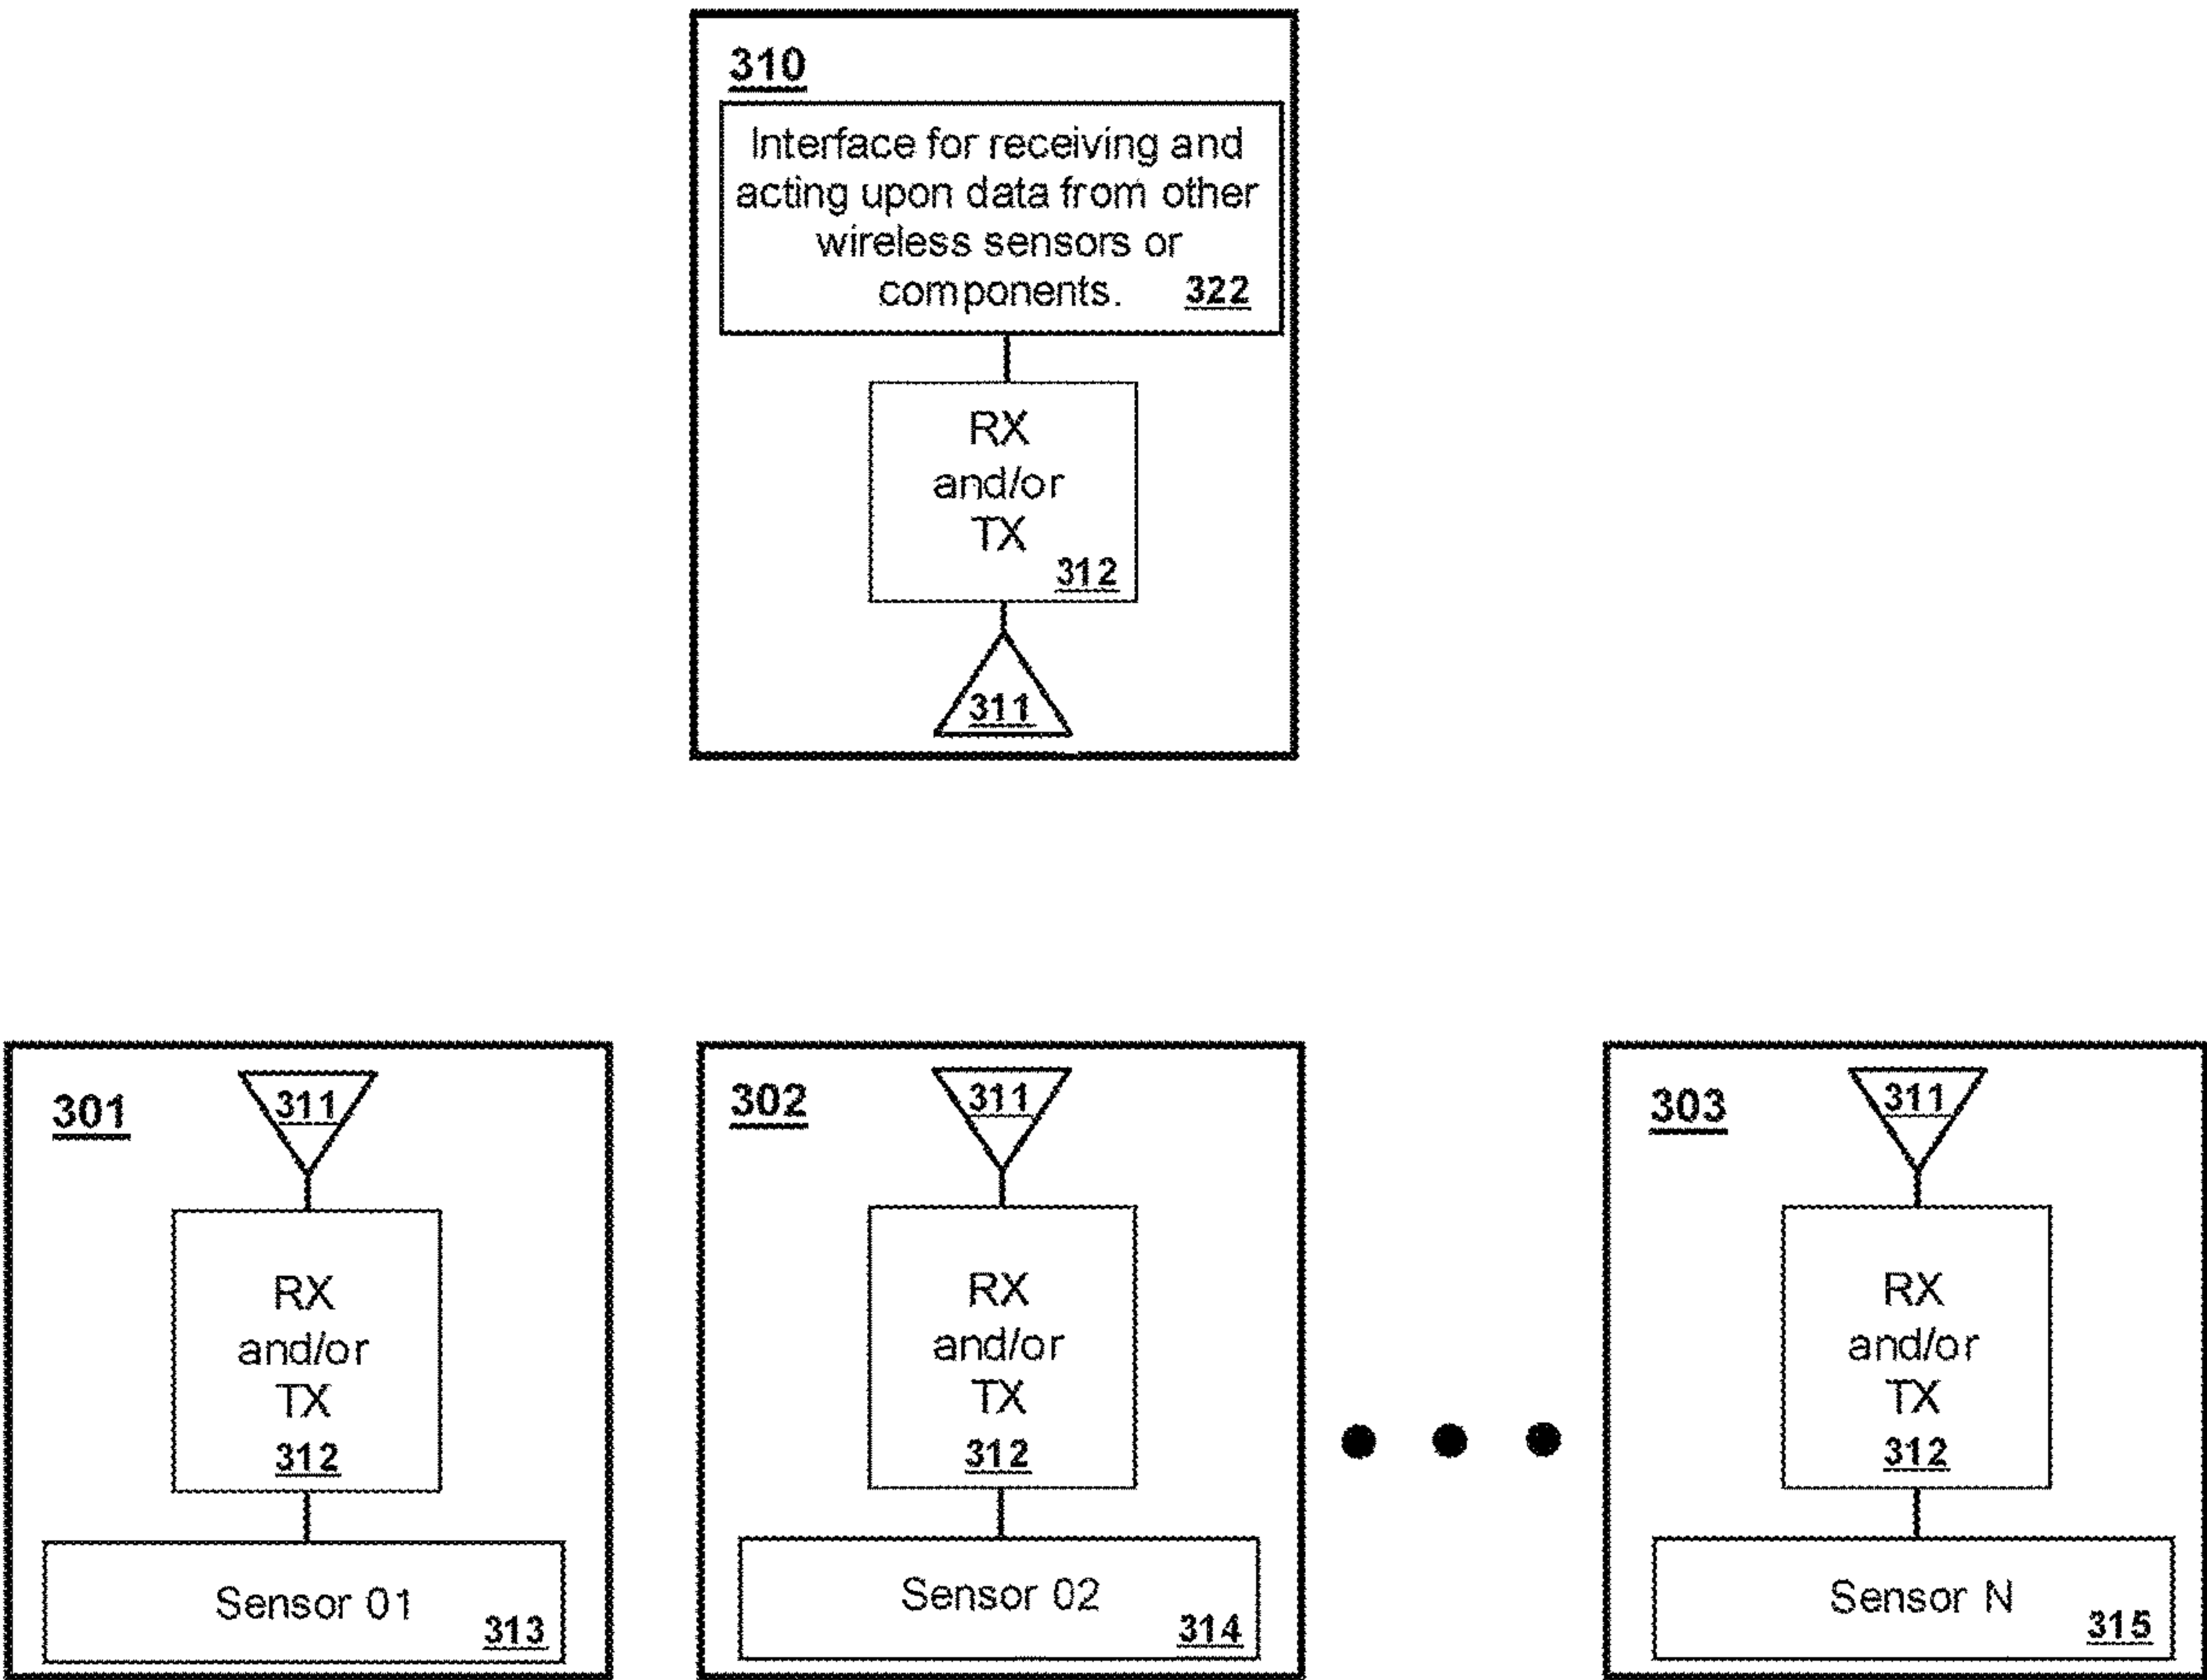 310
Interface for receiving and
acting upon data from other
wireless sensors or
components. 322
RX
and/or
TX
312
311
301
311
RX
and/or
TX
312
Sensor 01
313
302
311
RX
and/or
TX
312
Sensor 02
314
303
311
RX
and/or
TX
312
Sensor N
315